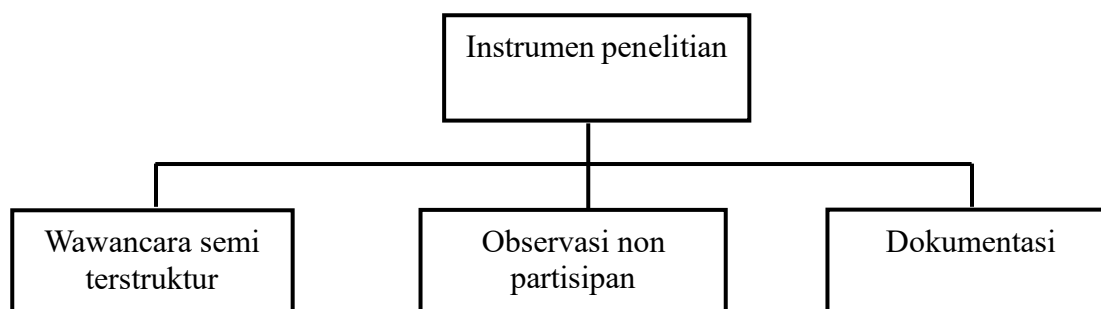 Instrumen penelitian
Wawancara semi
terstruktur
Observasi non
partisipan
Dokumentasi